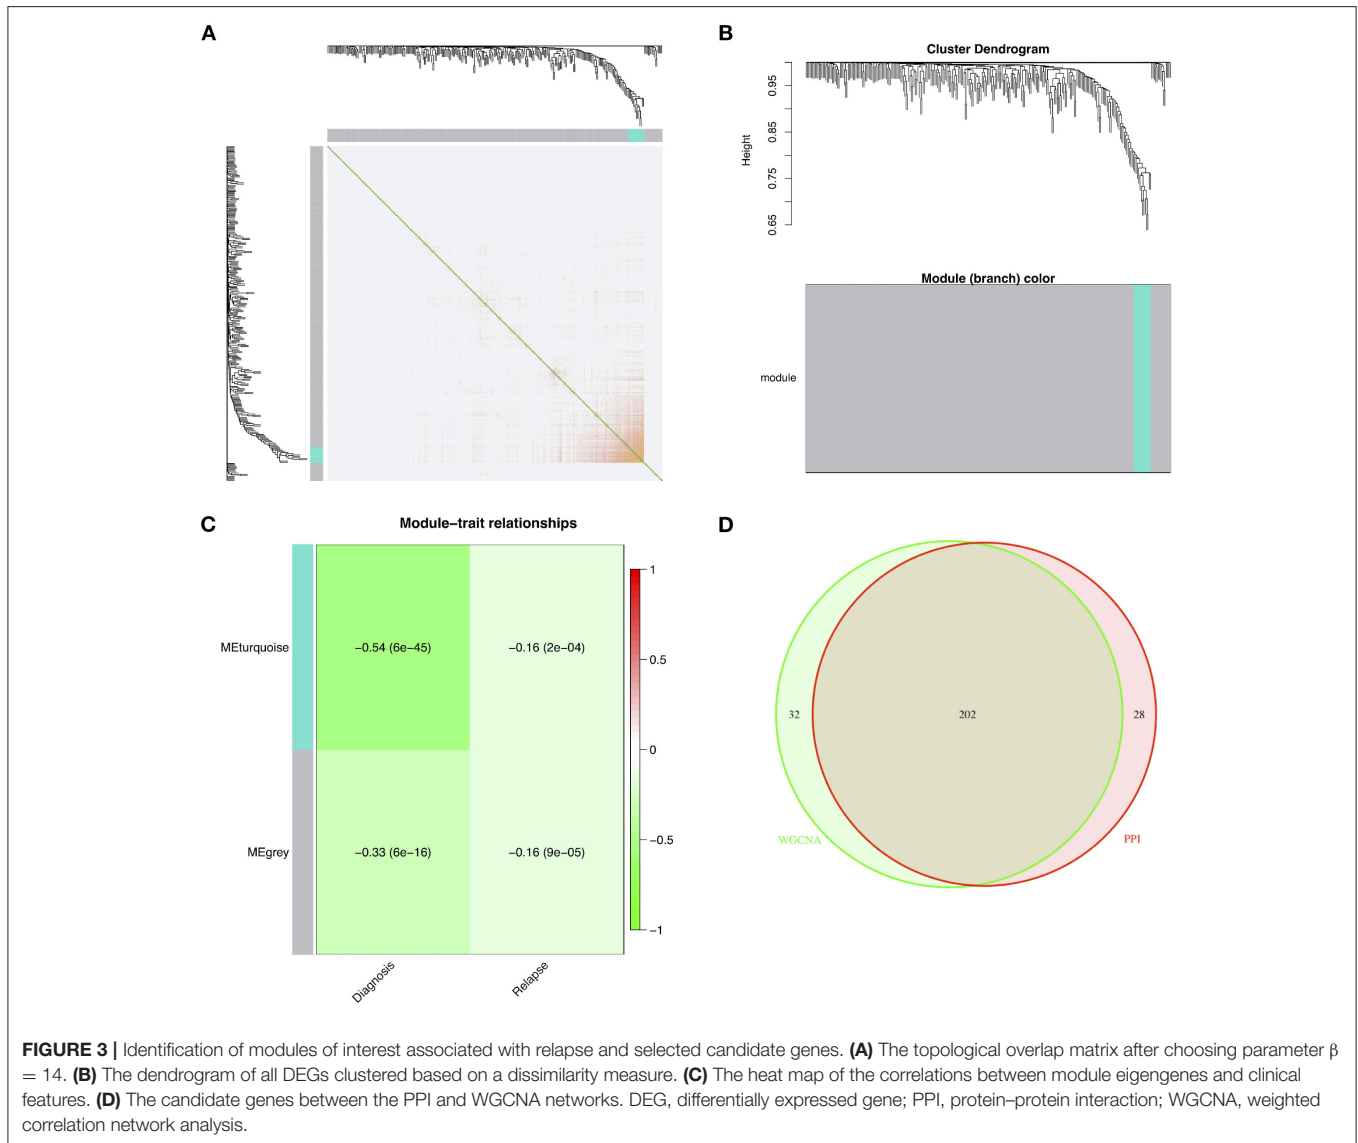 A
B
Cluster Dendrogram
Height
0.95
0.85
0.75
0.65
Module (branch) color
module
C
Module–trait relationships
MEturquoise
−0.54 (6e−45)
−0.16 (2e−04)
MEgrey
−0.33 (6e−16)
−0.16 (9e−05)
Diagnosis
Relapse
1
0.5
0
−0.5
−1
D
32
202
28
WGCNA
PPI
FIGURE 3 | Identification of modules of interest associated with relapse and selected candidate genes. (A) The topological overlap matrix after choosing parameter β
= 14. (B) The dendrogram of all DEGs clustered based on a dissimilarity measure. (C) The heat map of the correlations between module eigengenes and clinical
features. (D) The candidate genes between the PPI and WGCNA networks. DEG, differentially expressed gene; PPI, protein–protein interaction; WGCNA, weighted
correlation network analysis.